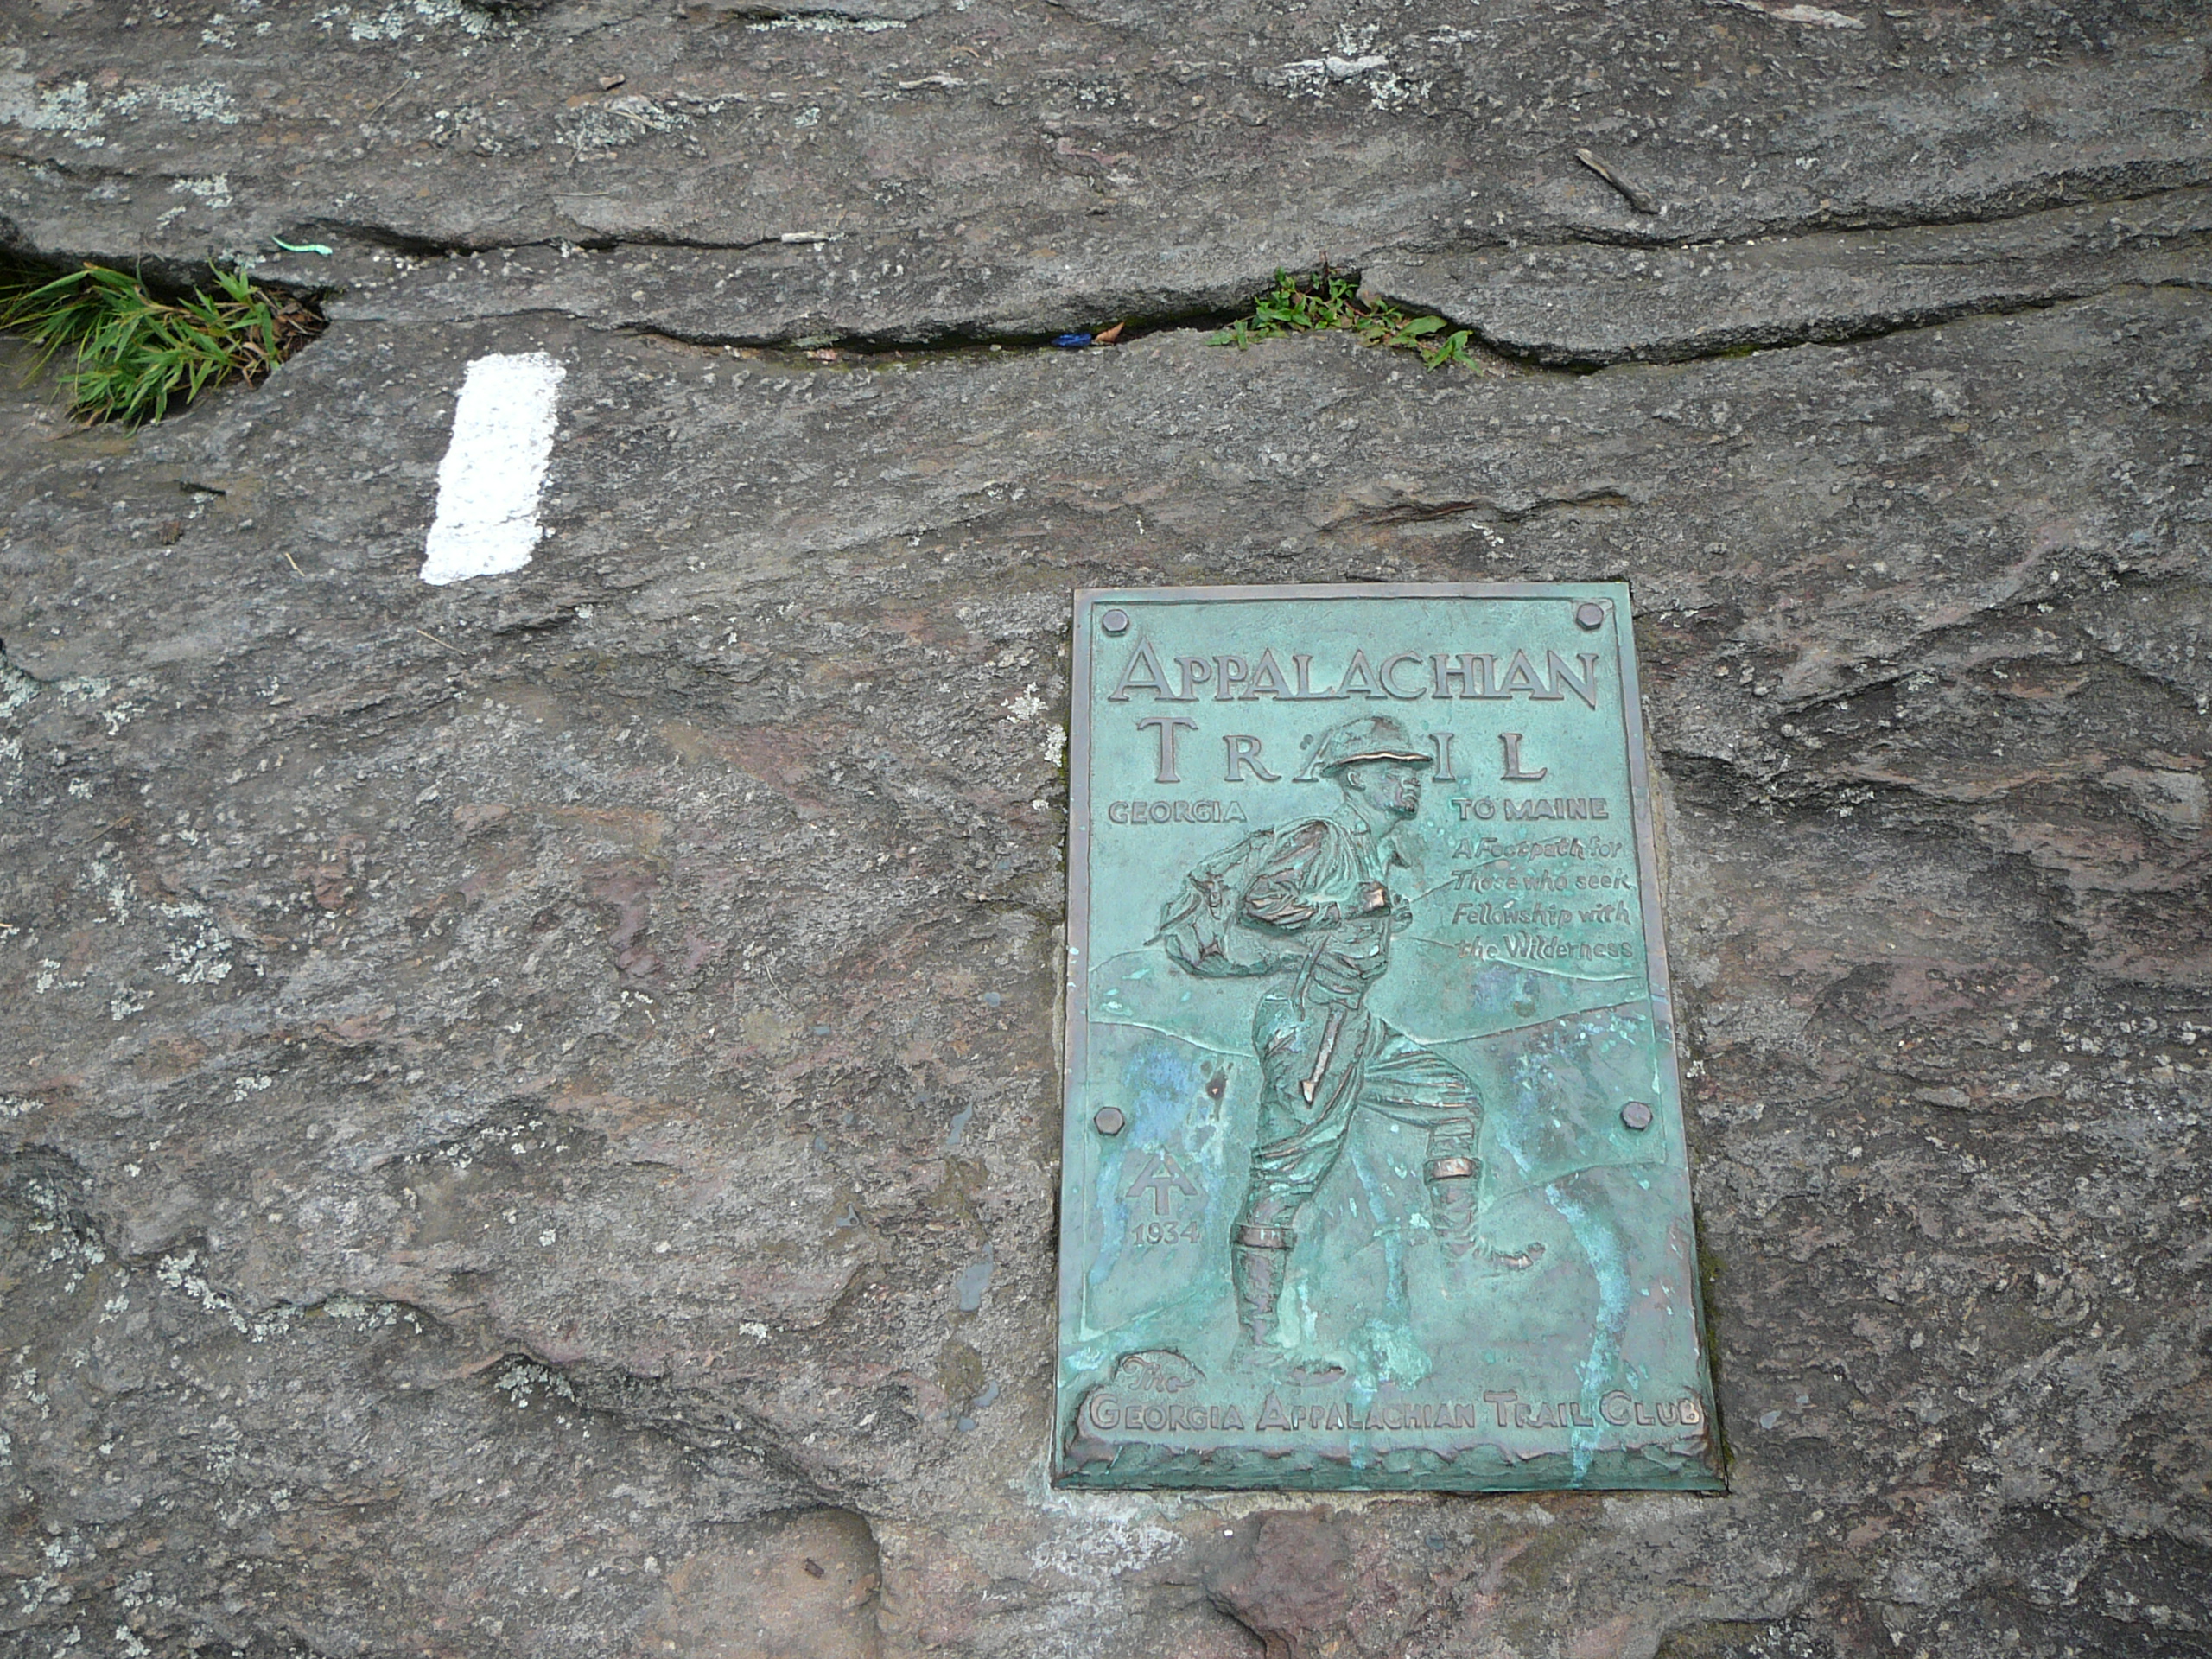 APPALACHIAN
TRAIL
GEORGIA TO MAINE
A Footpath for
Those who seek
Fellowship with
the Wilderness
AT
1934
The
GEORGIA APPALACHIAN TRAIL CLUB